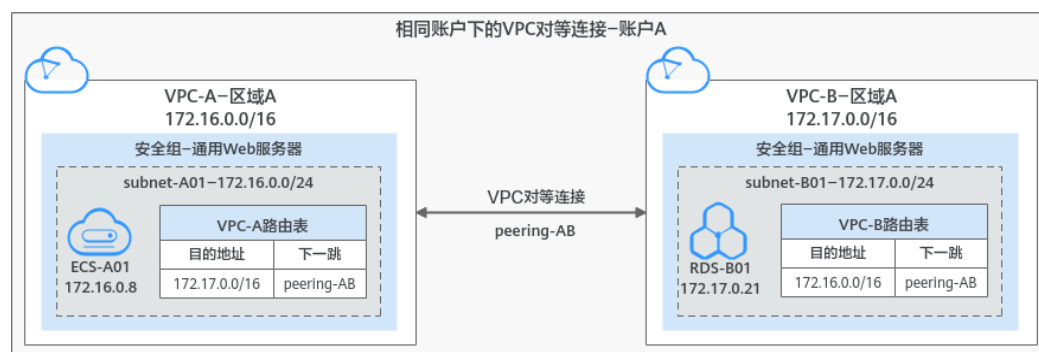 相同账户下的VPC对等连接–账户A
VPC-A–区域A
172.16.0.0/16
安全组–通用Web服务器
subnet-A01–172.16.0.0/24
VPC-A路由表
目的地址 下一跳
172.17.0.0/16 peering-AB
ECS-A01
172.16.0.8
VPC对等连接
peering-AB
VPC-B–区域A
172.17.0.0/16
安全组–通用Web服务器
subnet-B01–172.17.0.0/24
VPC-B路由表
目的地址 下一跳
172.16.0.0/16 peering-AB
RDS-B01
172.17.0.21